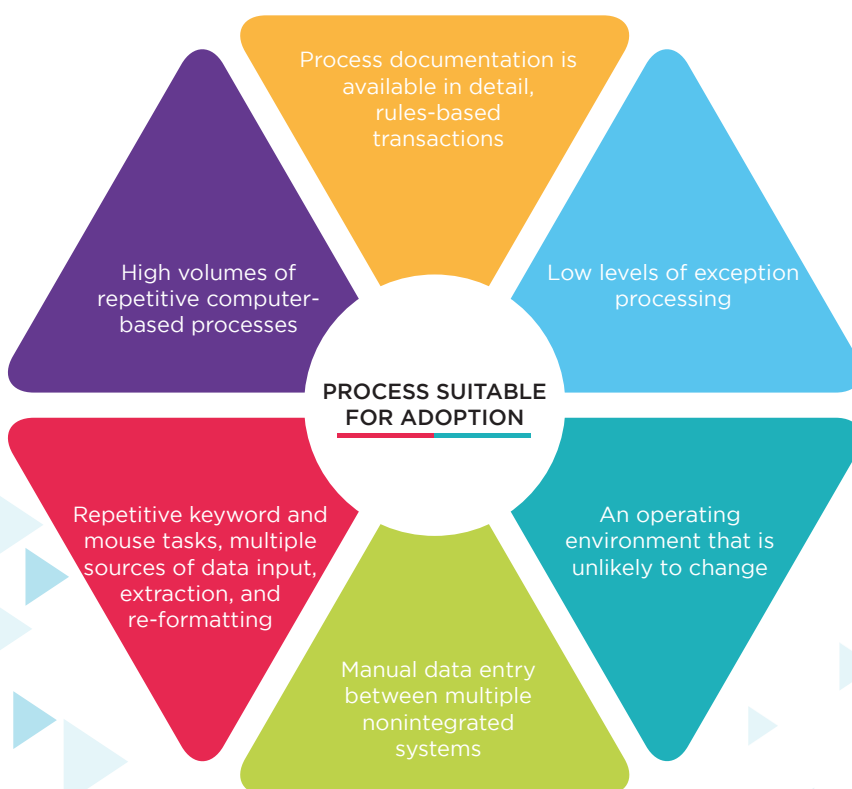 Process documentation is
available in detail,
rules-based
transactions
Low levels of exception
processing
An operating
environment that is
unlikely to change
Manual data entry
between multiple
nonintegrated
systems
Repetitive keyword and
mouse tasks, multiple
sources of data input,
extraction, and
re-formatting
High volumes of
repetitive computer-
based processes
PROCESS SUITABLE
FOR ADOPTION